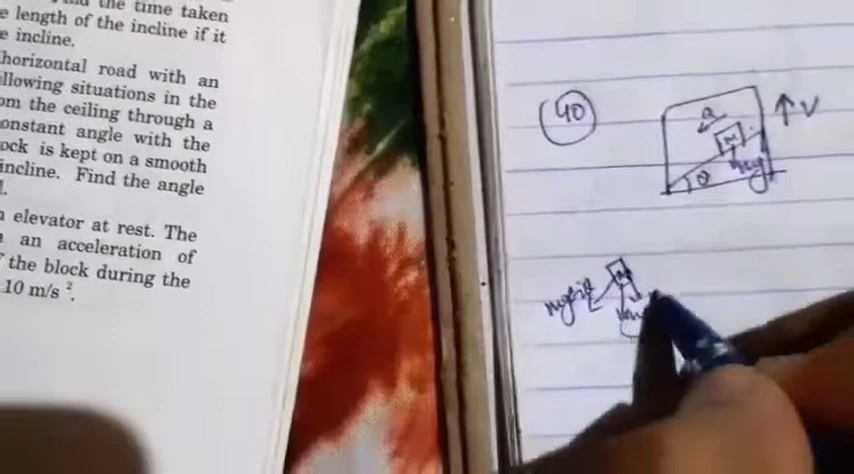 the time taken
e length of the incline if it
e incline.
horizontal road with an
llowing situations in the
om the ceiling through a
onstant angle with the
ock is kept on a smooth
incline. Find the angle
l.
n elevator at rest. The
an acceleration of
f the block during the
10 m/s².
40
a
V
M
θ
mg